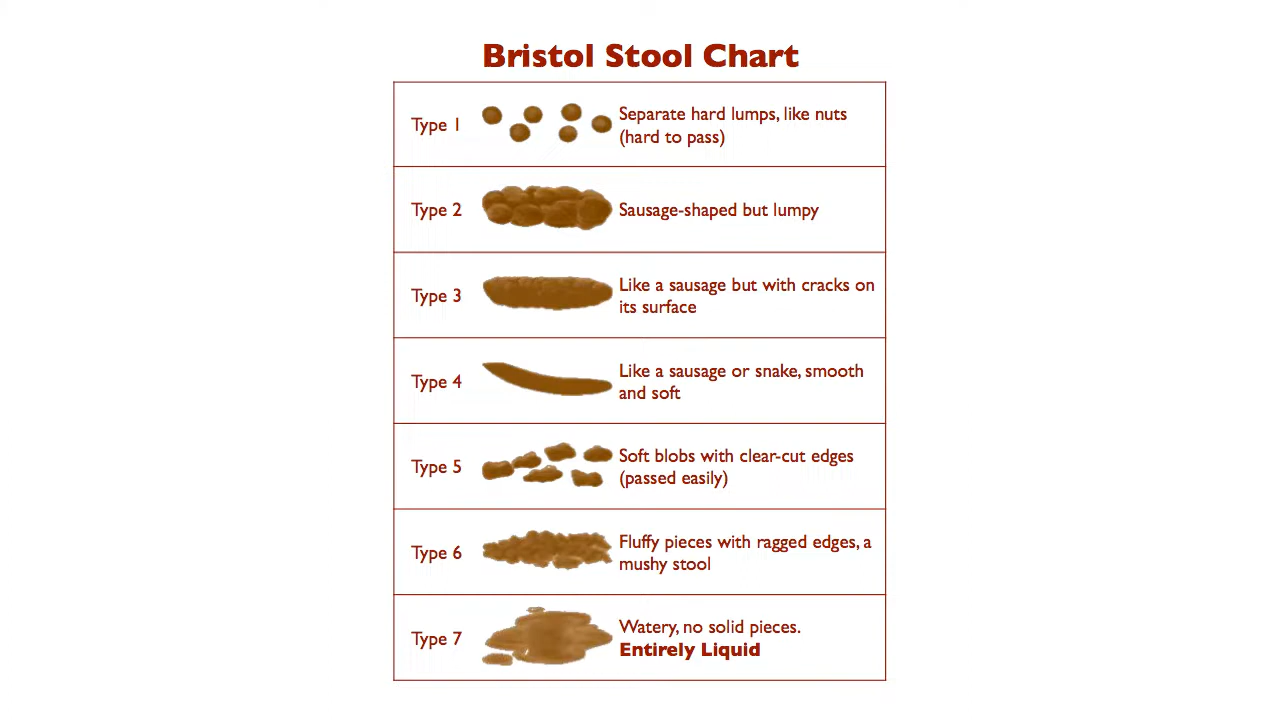 Bristol Stool Chart
Type 1
Separate hard lumps, like nuts
(hard to pass)
Type 2
Sausage-shaped but lumpy
Type 3
Like a sausage but with cracks on
its surface
Type 4
Like a sausage or snake, smooth
and soft
Type 5
Soft blobs with clear-cut edges
(passed easily)
Type 6
Fluffy pieces with ragged edges, a
mushy stool
Type 7
Watery, no solid pieces.
Entirely Liquid